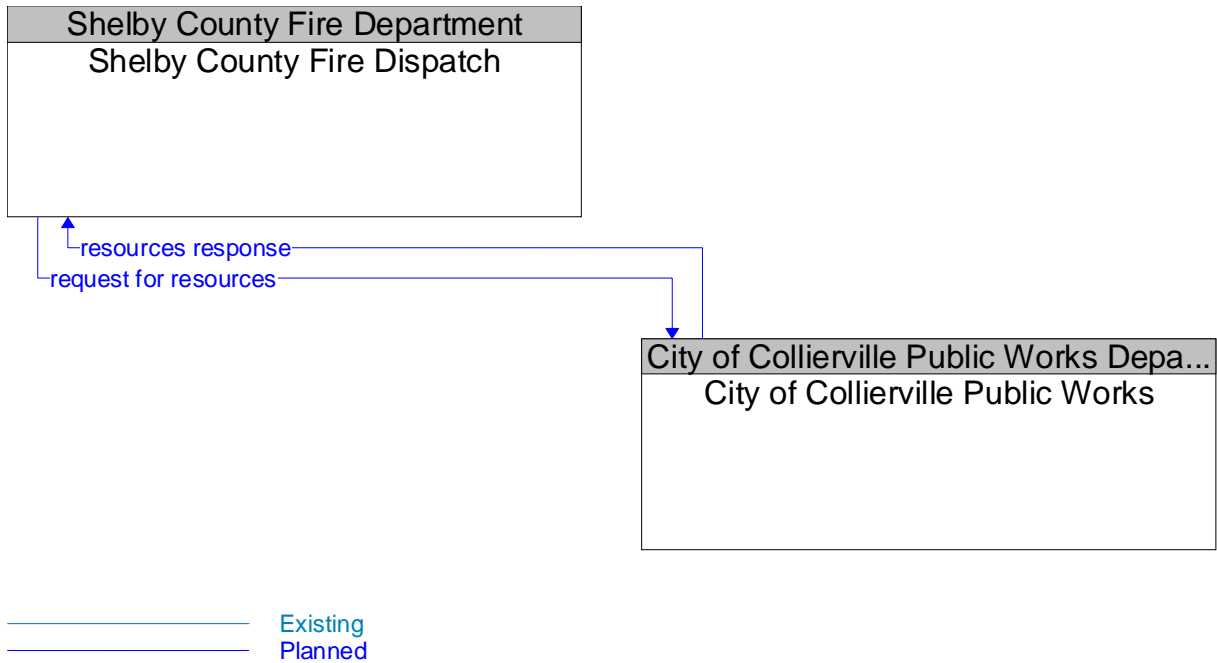 Shelby County Fire Department
Shelby County Fire Dispatch
resources response
request for resources
City of Collierville Public Works Depa...
City of Collierville Public Works
Existing
Planned